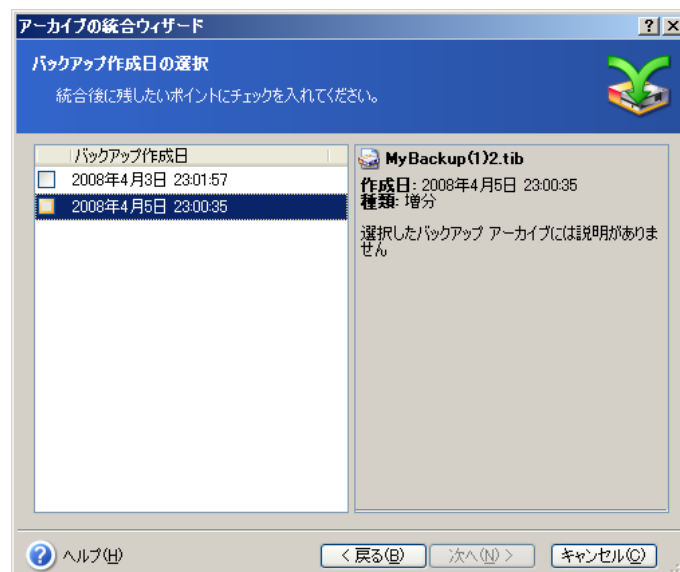 アーカイブの統合ウィザード
バックアップ作成日の選択
統合後に残したいポイントにチェックを入れてください。
バックアップ作成日
2008年4月3日 23:01:57
2008年4月5日 23:00:35
MyBackup(1)2.tib
作成日: 2008年4月5日 23:00:35
種類: 増分
選択したバックアップ アーカイブには説明がありま
せん
ヘルプ(H)
< 戻る(B)
次へ(N) >
キャンセル(C)